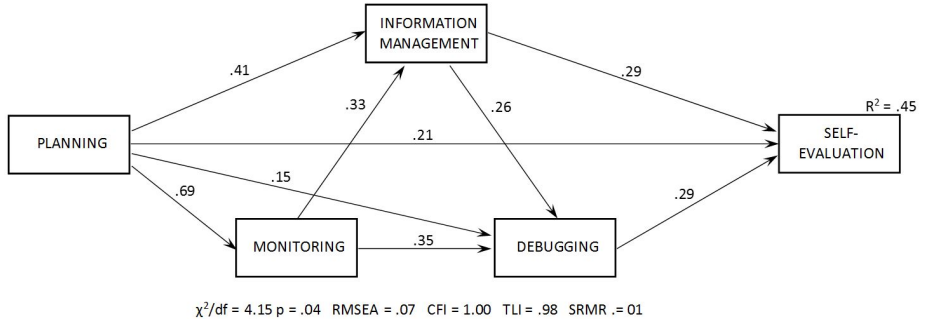 INFORMATION
MANAGEMENT
.41
.29
.33
.26
R² = .45
PLANNING
.21
SELF-
EVALUATION
.15
.69
.29
MONITORING
.35
DEBUGGING
χ²/df = 4.15 p = .04 RMSEA = .07 CFI = 1.00 TLI = .98 SRMR .= 01